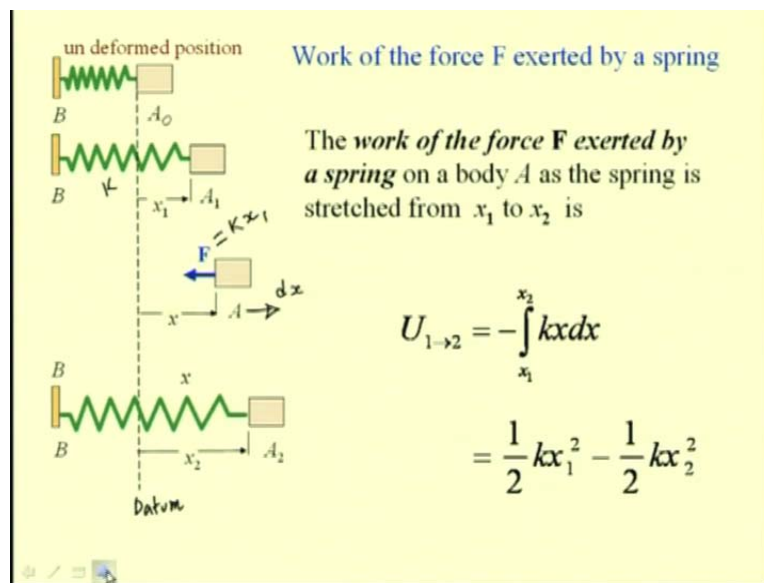 un deformed position
Work of the force F exerted by a spring
B
A₀
The work of the force F exerted by
a spring on a body A as the spring is
stretched from x₁ to x₂ is
B
K
x₁
A₁
F = Kx₁
x
A
dx
U₁→₂ = -∫ₓ₁ˣ² kxdx
B
x
B
x₂
A₂
= 1/2 kx₁² - 1/2 kx₂²
Datum